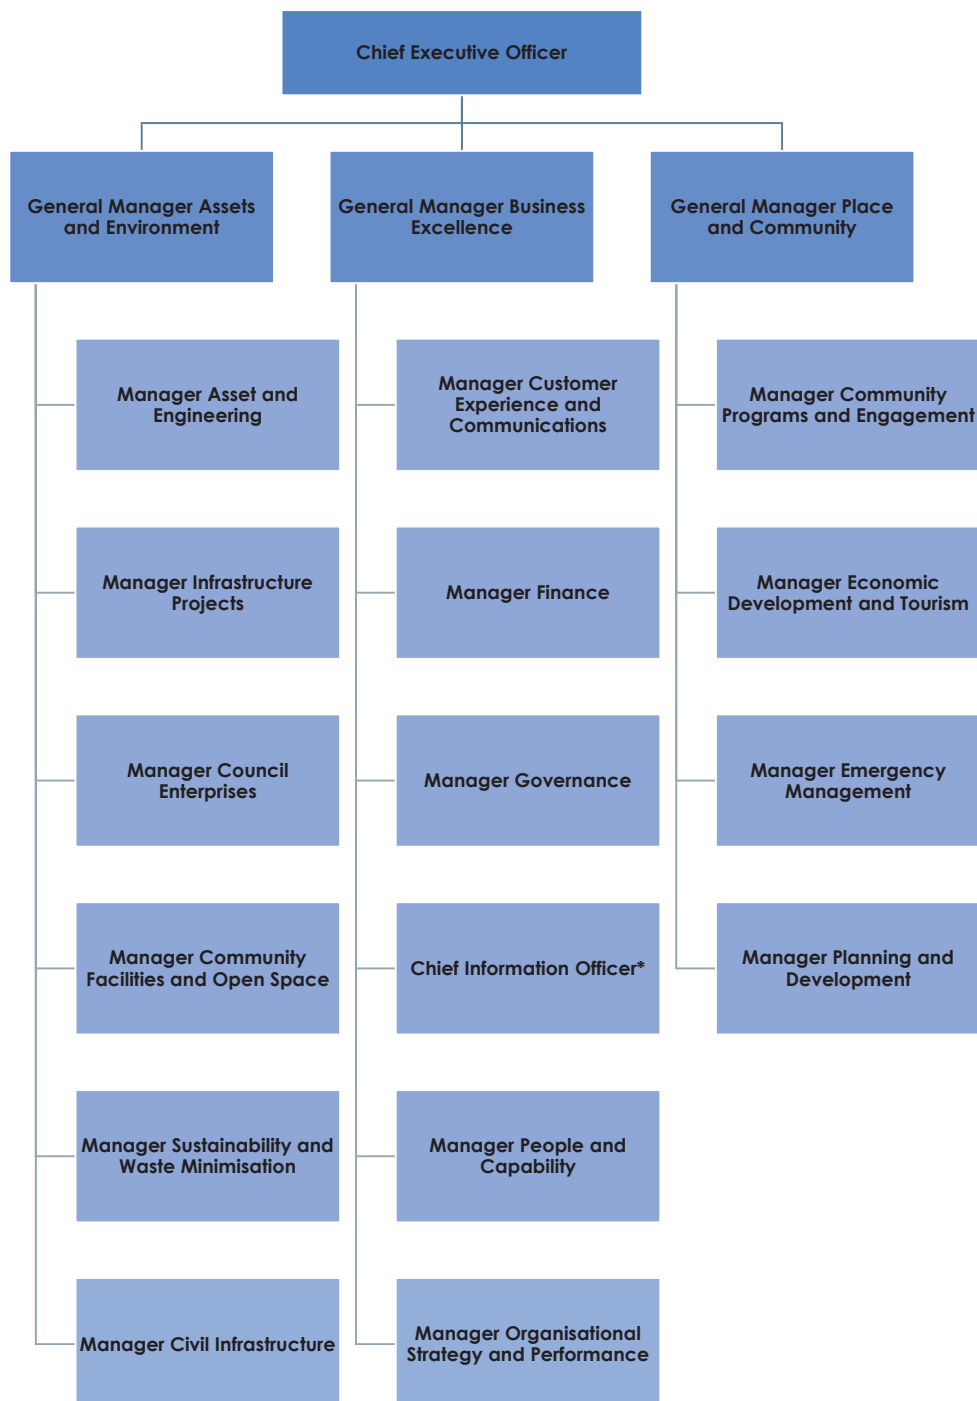 Chief Executive Officer
General Manager Assets
and Environment
General Manager Business
Excellence
General Manager Place
and Community
Manager Asset and
Engineering
Manager Infrastructure
Projects
Manager Council
Enterprises
Manager Community
Facilities and Open Space
Manager Sustainability and
Waste Minimisation
Manager Civil Infrastructure
Manager Customer
Experience and
Communications
Manager Finance
Manager Governance
Chief Information Officer*
Manager People and
Capability
Manager Organisational
Strategy and Performance
Manager Community
Programs and Engagement
Manager Economic
Development and Tourism
Manager Emergency
Management
Manager Planning and
Development